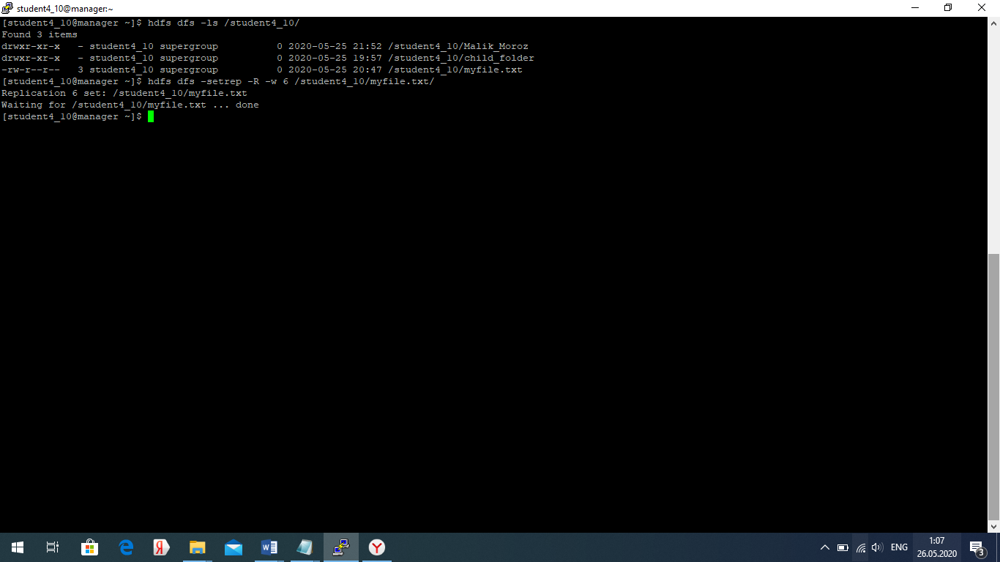 student4_10@manager:~
[student4_10@manager ~]$ hdfs dfs -ls /student4_10/
Found 3 items
drwxr-xr-x   - student4_10 supergroup          0 2020-05-25 21:52 /student4_10/Malik_Moroz
drwxr-xr-x   - student4_10 supergroup          0 2020-05-25 19:57 /student4_10/child_folder
-rw-r--r--   3 student4_10 supergroup          0 2020-05-25 20:47 /student4_10/myfile.txt
[student4_10@manager ~]$ hdfs dfs -setrep -R -w 6 /student4_10/myfile.txt/
Replication 6 set: /student4_10/myfile.txt
Waiting for /student4_10/myfile.txt ... done
[student4_10@manager ~]$
ENG
1:07
26.05.2020
3